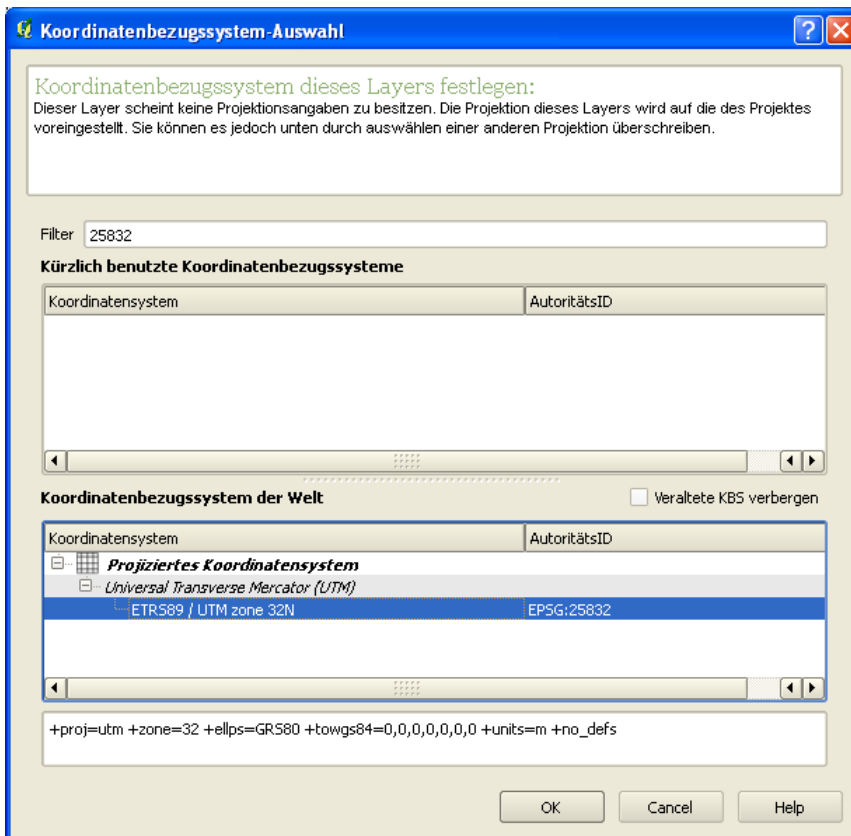 Koordinatenbezugssystem-Auswahl
Koordinatenbezugssystem dieses Layers festlegen:
Dieser Layer scheint keine Projektionsangaben zu besitzen. Die Projektion dieses Layers wird auf die des Projektes
voreingestellt. Sie können es jedoch unten durch auswählen einer anderen Projektion überschreiben.
Filter 25832
Kürzlich benutzte Koordinatenbezugssysteme
Koordinatensystem AutoritätsID
Koordinatenbezugssystem der Welt Veraltete KBS verbergen
Koordinatensystem AutoritätsID
Projiziertes Koordinatensystem
Universal Transverse Mercator (UTM)
ETRS89 / UTM zone 32N EPSG:25832
+proj=utm +zone=32 +ellps=GRS80 +towgs84=0,0,0,0,0,0,0 +units=m +no_defs
OK Cancel Help